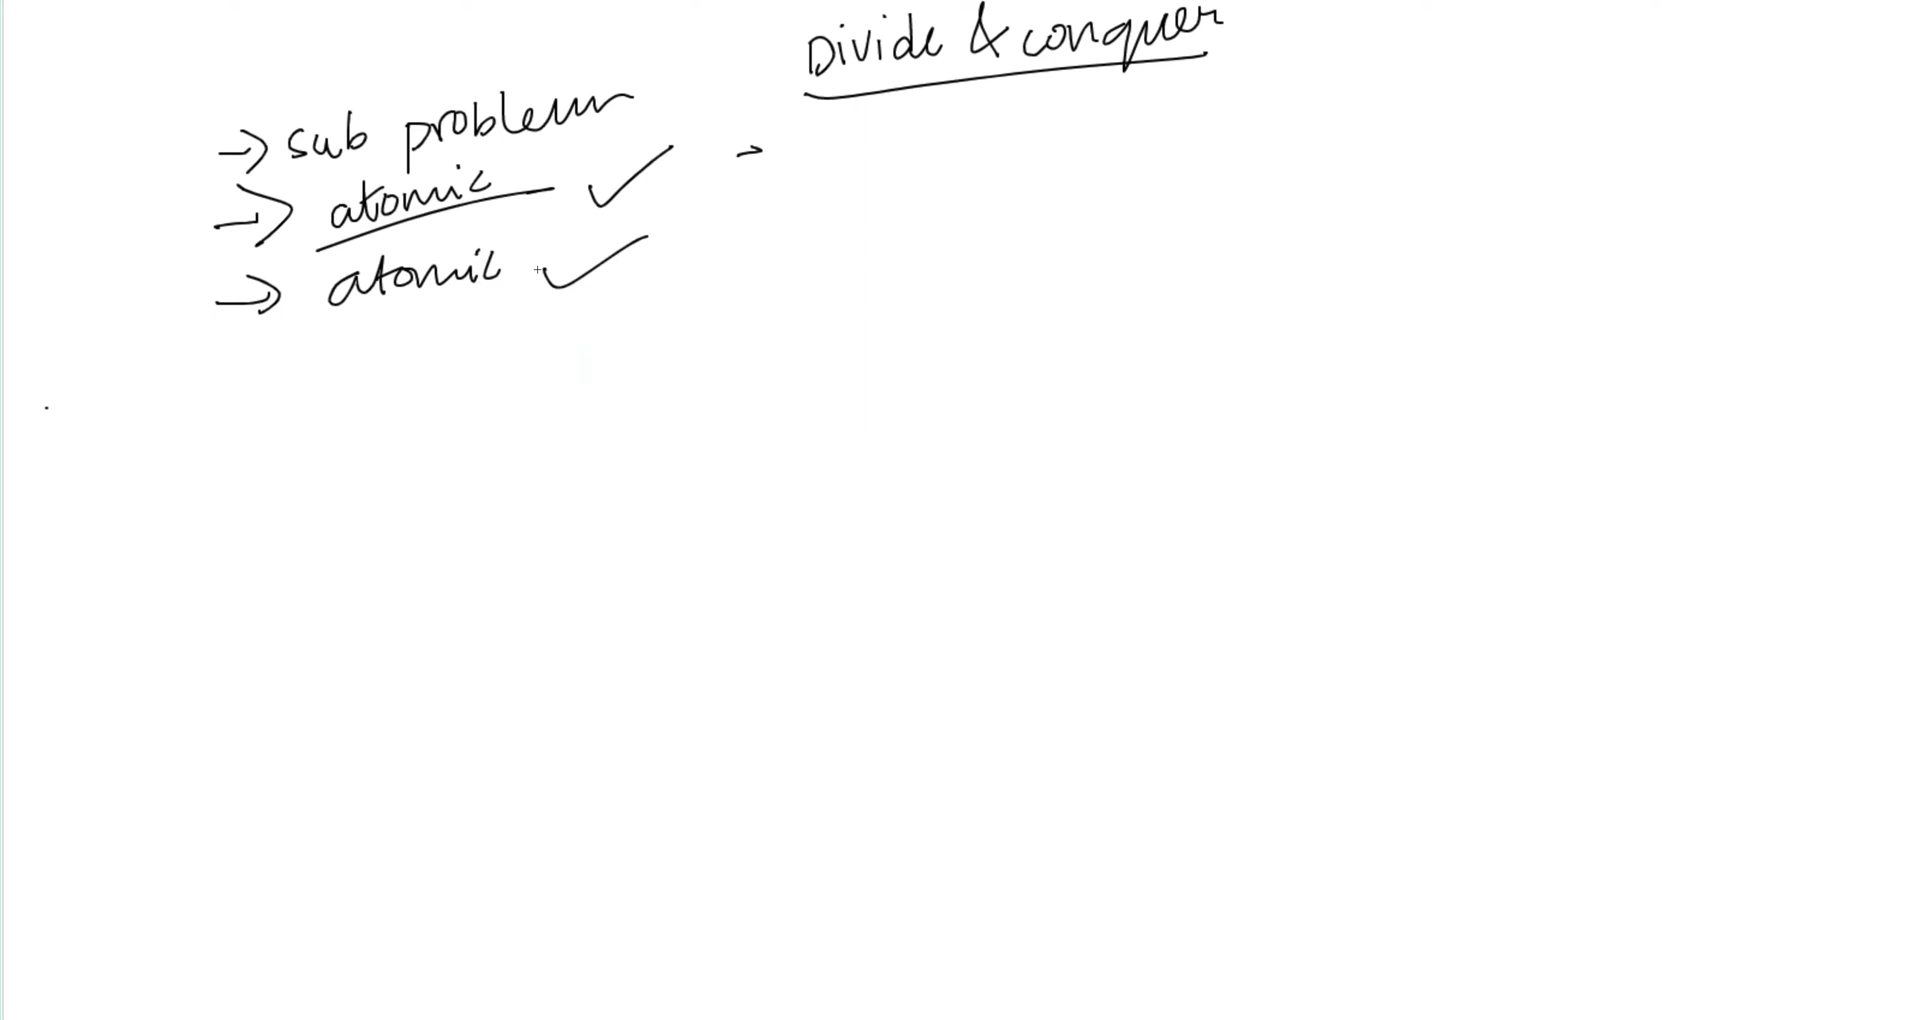 Divide & conquer
→ sub problem
→ atomic ✓ →
→ atomic ✓